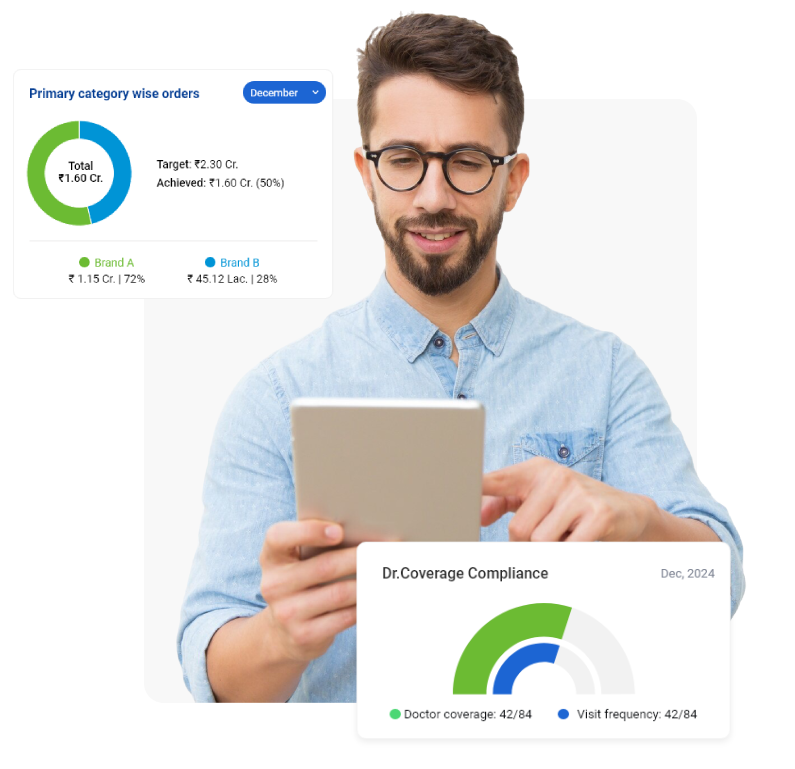 Primary category wise orders
December
Total
₹1.60 Cr.
Target: ₹2.30 Cr.
Achieved: ₹1.60 Cr. (50%)
Brand A
₹ 1.15 Cr. | 72%
Brand B
₹ 45.12 Lac. | 28%
Dr.Coverage Compliance
Dec, 2024
Doctor coverage: 42/84
Visit frequency: 42/84